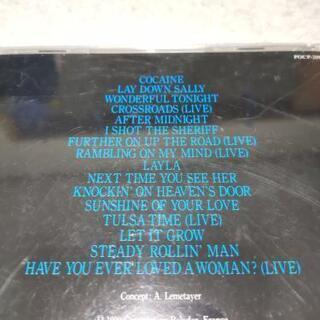 COCAINE
LAY DOWN SALLY
WONDERFUL TONIGHT
CROSSROADS (LIVE)
AFTER MIDNIGHT
I SHOT THE SHERIFF
FURTHER ON UP THE ROAD (LIVE)
RAMBLING ON MY MIND (LIVE)
LAYLA
NEXT TIME YOU SEE HER
KNOCKIN' ON HEAVEN'S DOOR
SUNSHINE OF YOUR LOVE
TULSA TIME (LIVE)
LET IT GROW
STEADY ROLLIN' MAN
HAVE YOU EVER LOVED A WOMAN? (LIVE)
Concept: A. Lemetayer
France